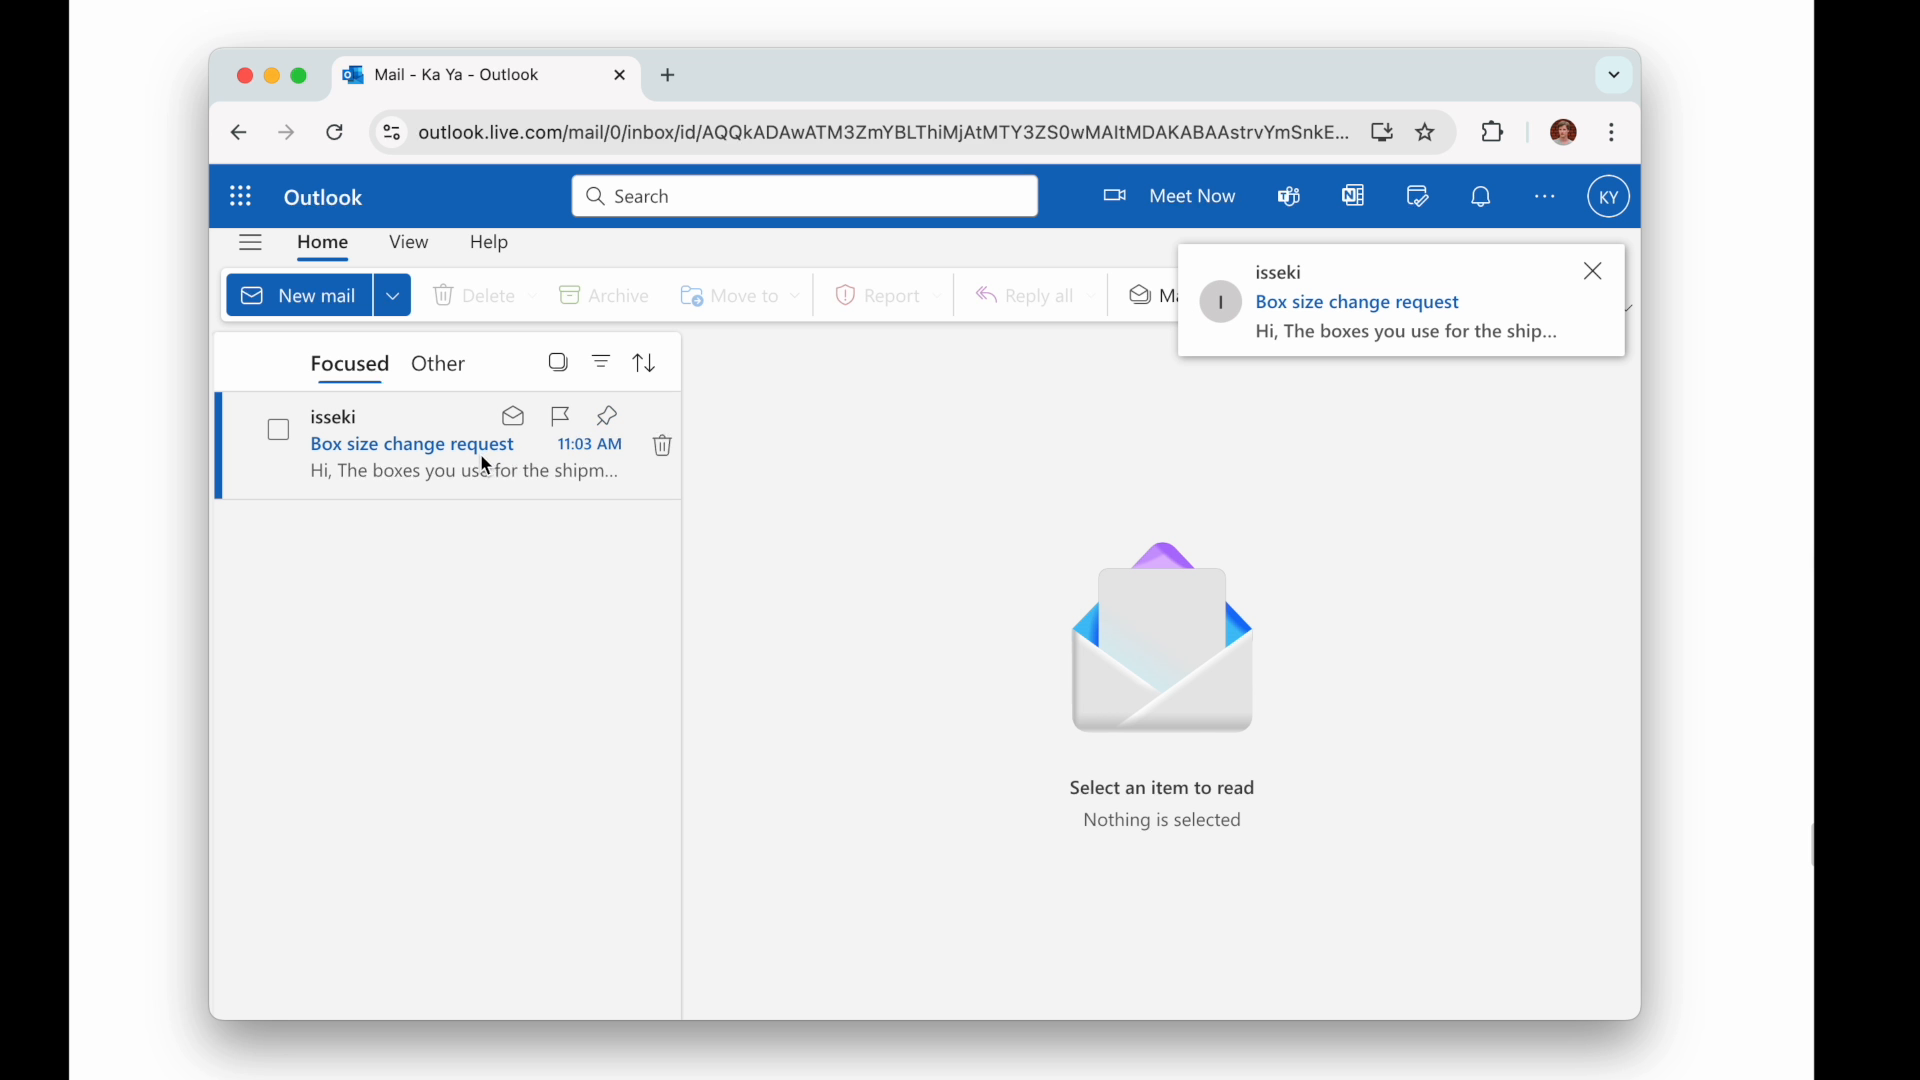 Mail - Ka Ya - Outlook
outlook.live.com/mail/0/inbox/id/AQQkADAwATM3ZmYBLThiMjAtMTY3ZS0wMAItMDAKABAAstrvYmSnkE...
Outlook
Search
Meet Now
KY
Home View Help
New mail Delete Archive Move to Report Reply all Ma
isseki
I
Box size change request
Hi, The boxes you use for the ship...
Focused Other
isseki
Box size change request 11:03 AM
Hi, The boxes you use for the shipm...
Select an item to read
Nothing is selected